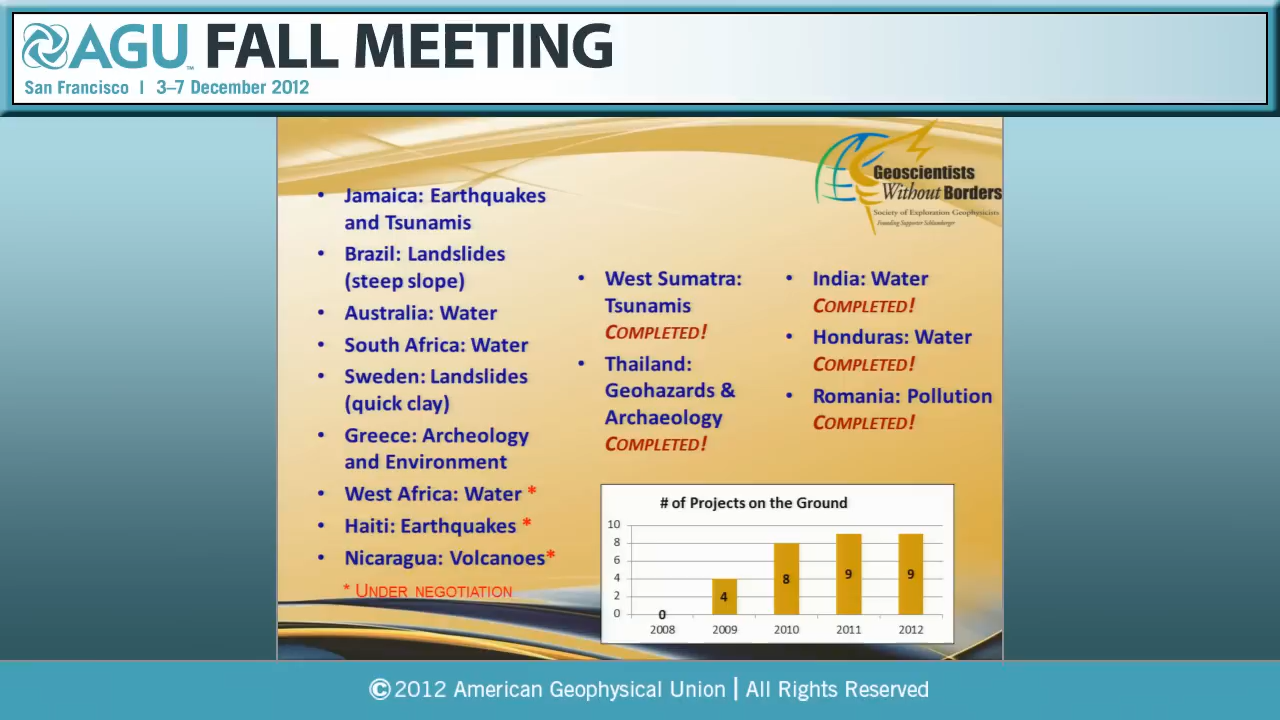 AGU™ FALL MEETING
San Francisco | 3–7 December 2012
Geoscientists
Without Borders
Society of Exploration Geophysicists
Founding Supporter Schlumberger
• Jamaica: Earthquakes
and Tsunamis
• Brazil: Landslides
(steep slope)
• Australia: Water
• South Africa: Water
• Sweden: Landslides
(quick clay)
• Greece: Archeology
and Environment
• West Africa: Water *
• Haiti: Earthquakes *
• Nicaragua: Volcanoes*
* UNDER NEGOTIATION
• West Sumatra:
Tsunamis
COMPLETED!
• Thailand:
Geohazards &
Archaeology
COMPLETED!
• India: Water
COMPLETED!
• Honduras: Water
COMPLETED!
• Romania: Pollution
COMPLETED!
# of Projects on the Ground
10
8
6
4
2
0
0
4
8
9
9
2008 2009 2010 2011 2012
©2012 American Geophysical Union | All Rights Reserved